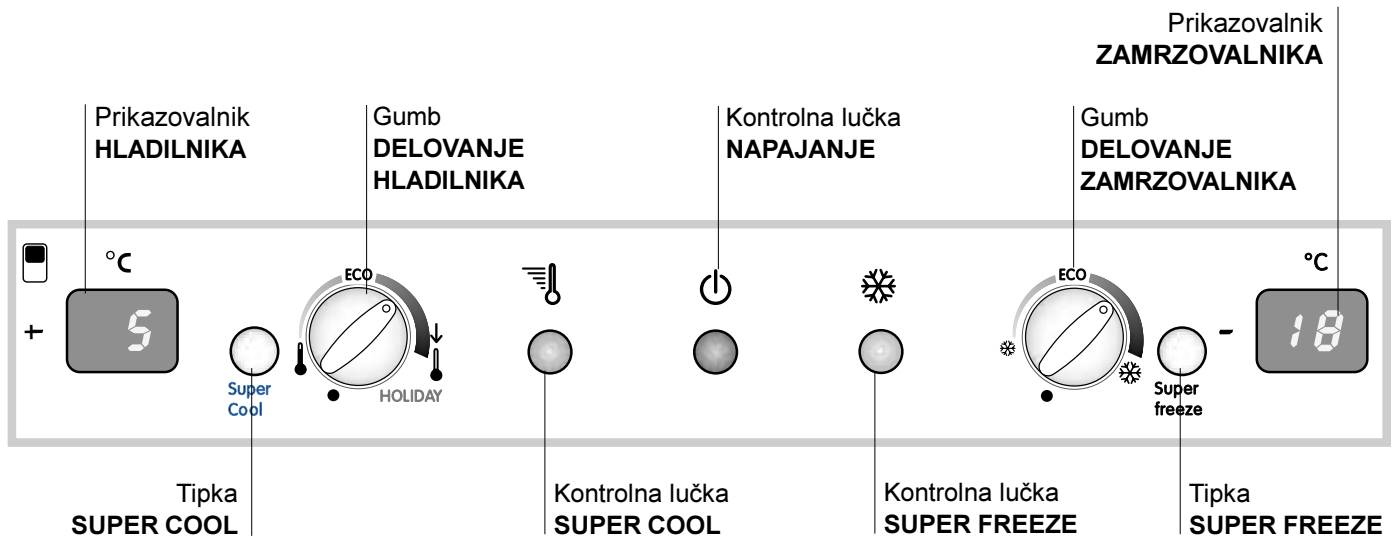 Prikazovalnik
ZAMRZOVALNIKA
Prikazovalnik
HLADILNIKA
Gumb
DELOVANJE
HLADILNIKA
Kontrolna lučka
NAPAJANJE
Gumb
DELOVANJE
ZAMRZOVALNIKA
°C
ECO
ECO
°C
+
5
-
18
Super
Cool
HOLIDAY
Super
freeze
Tipka
SUPER COOL
Kontrolna lučka
SUPER COOL
Kontrolna lučka
SUPER FREEZE
Tipka
SUPER FREEZE